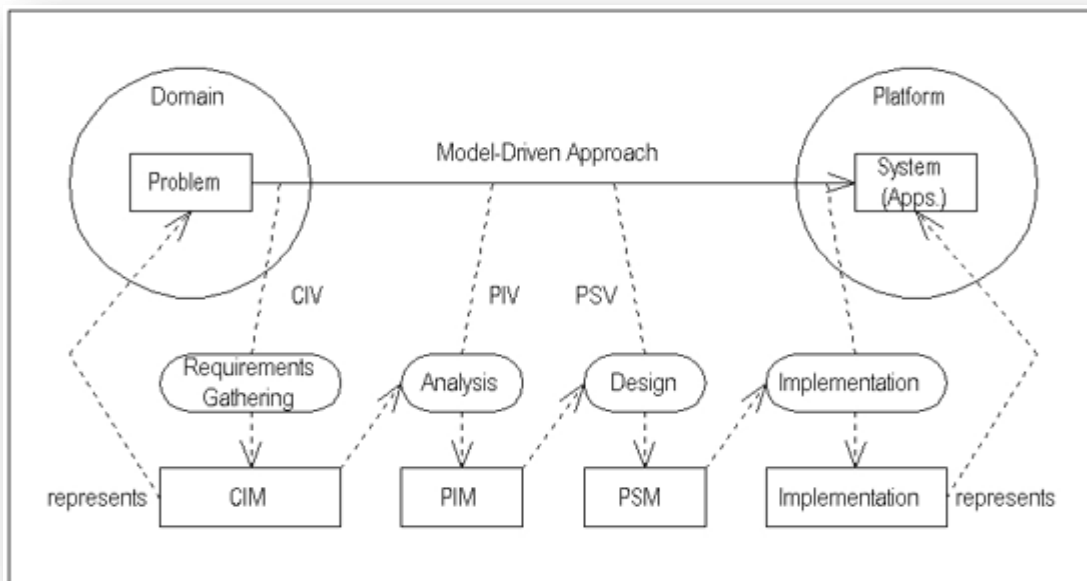 Domain
Platform
Model-Driven Approach
Problem
System
(Apps.)
CIV
PIV
PSV
Requirements
Gathering
Analysis
Design
Implementation
represents
CIM
PIM
PSM
Implementation
represents